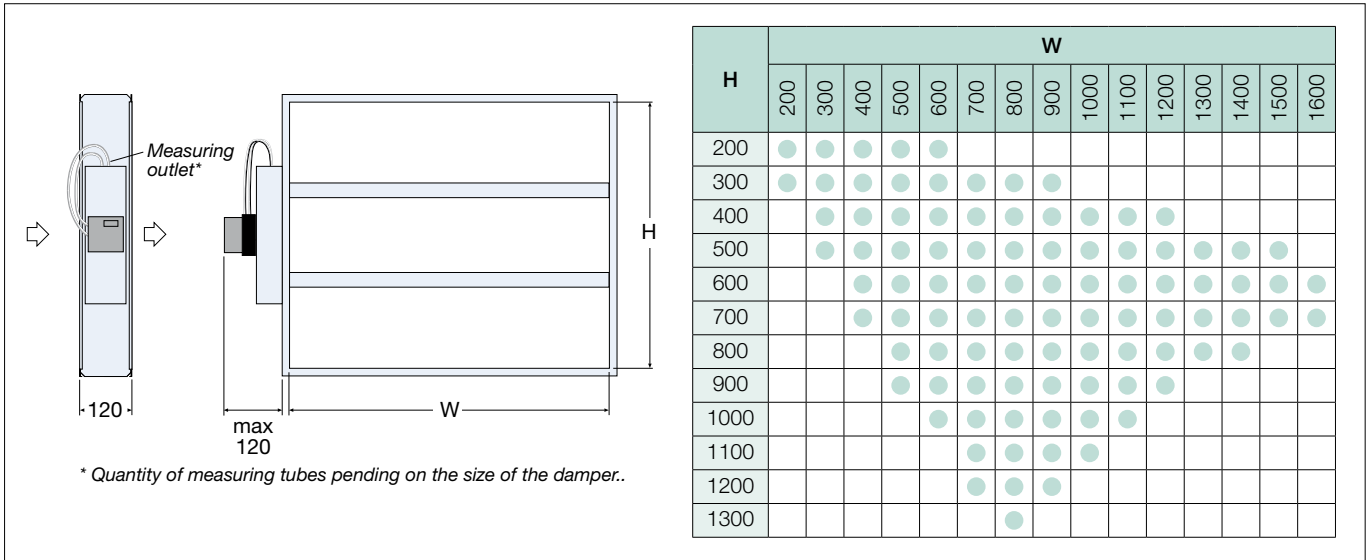 Measuring
outlet*
H
120
max
120
W
* Quantity of measuring tubes pending on the size of the damper..
W
H
200 300 400 500 600 700 800 900 1000 1100 1200 1300 1400 1500 1600
200
300
400
500
600
700
800
900
1000
1100
1200
1300